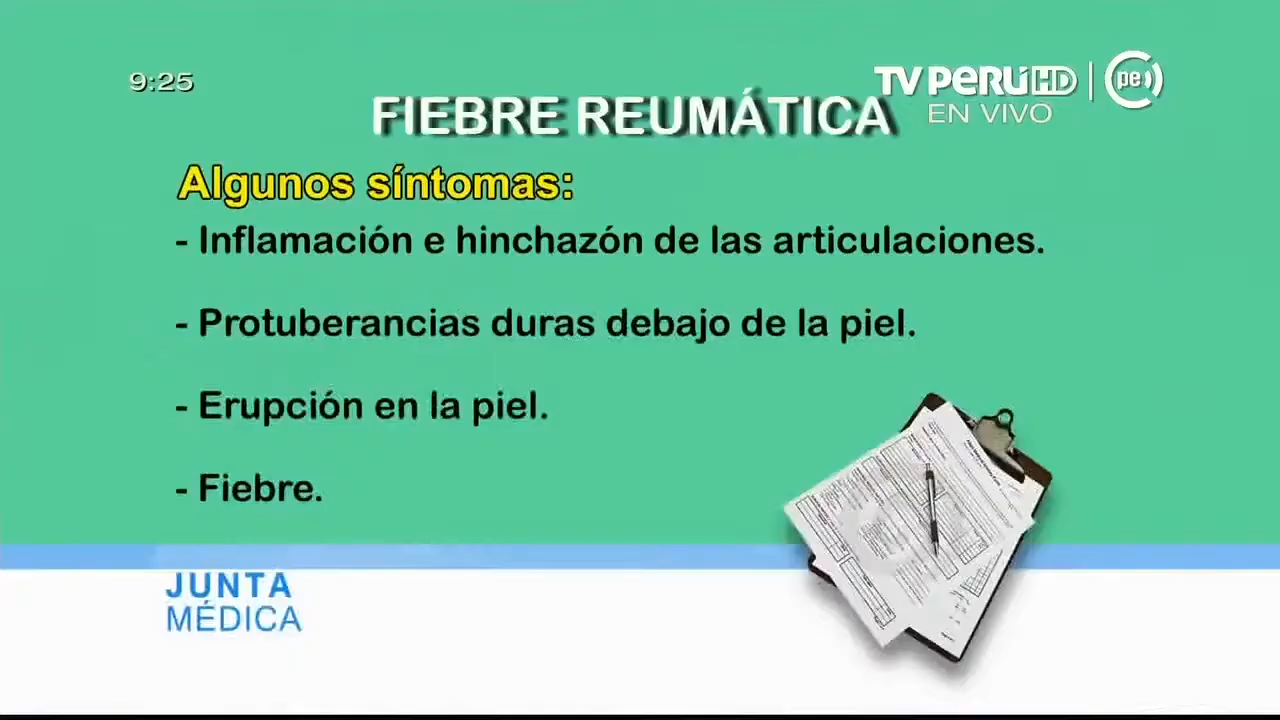 9:25
TV PERÚ HD
pe
EN VIVO
FIEBRE REUMÁTICA
Algunos síntomas:
- Inflamación e hinchazón de las articulaciones.
- Protuberancias duras debajo de la piel.
- Erupción en la piel.
- Fiebre.
JUNTA
MÉDICA